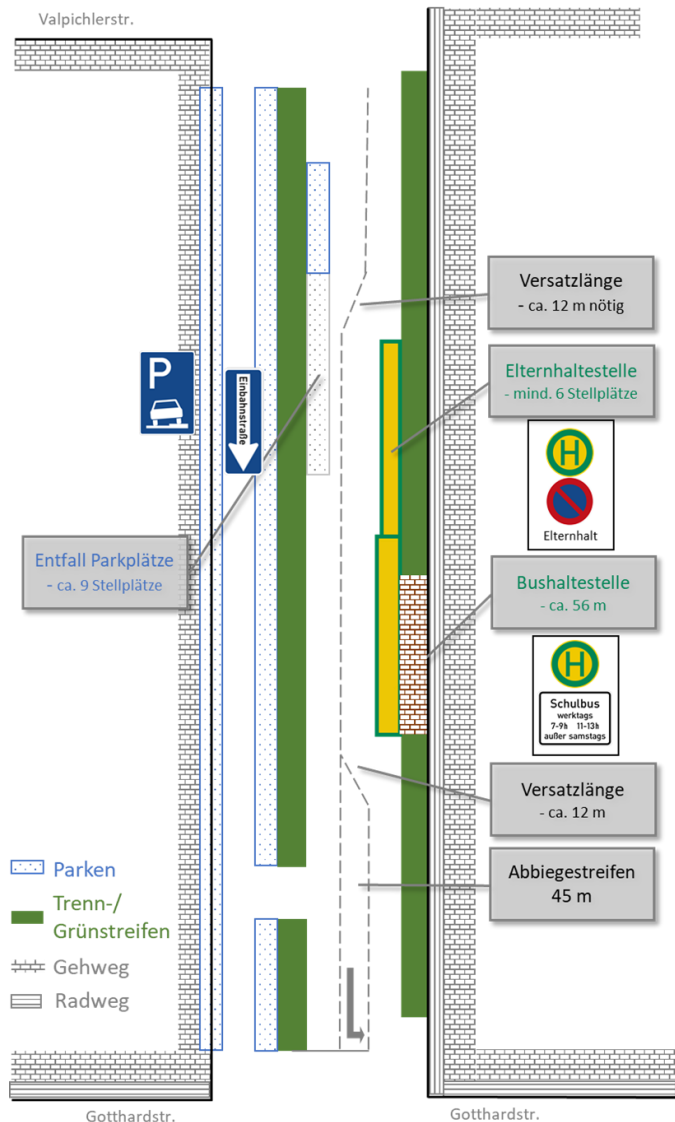 Valpichlerstr.
Versatzlänge
- ca. 12 m nötig
P
Einbahnstraße
Elternhaltestelle
- mind. 6 Stellplätze
H
Elternhalt
Entfall Parkplätze
- ca. 9 Stellplätze
Bushaltestelle
- ca. 56 m
H
Schulbus
werktags
7-9h 11-13h
außer samstags
Versatzlänge
- ca. 12 m
Abbiegestreifen
45 m
Parken
Trenn-/
Grünstreifen
Gehweg
Radweg
Gotthardstr.
Gotthardstr.